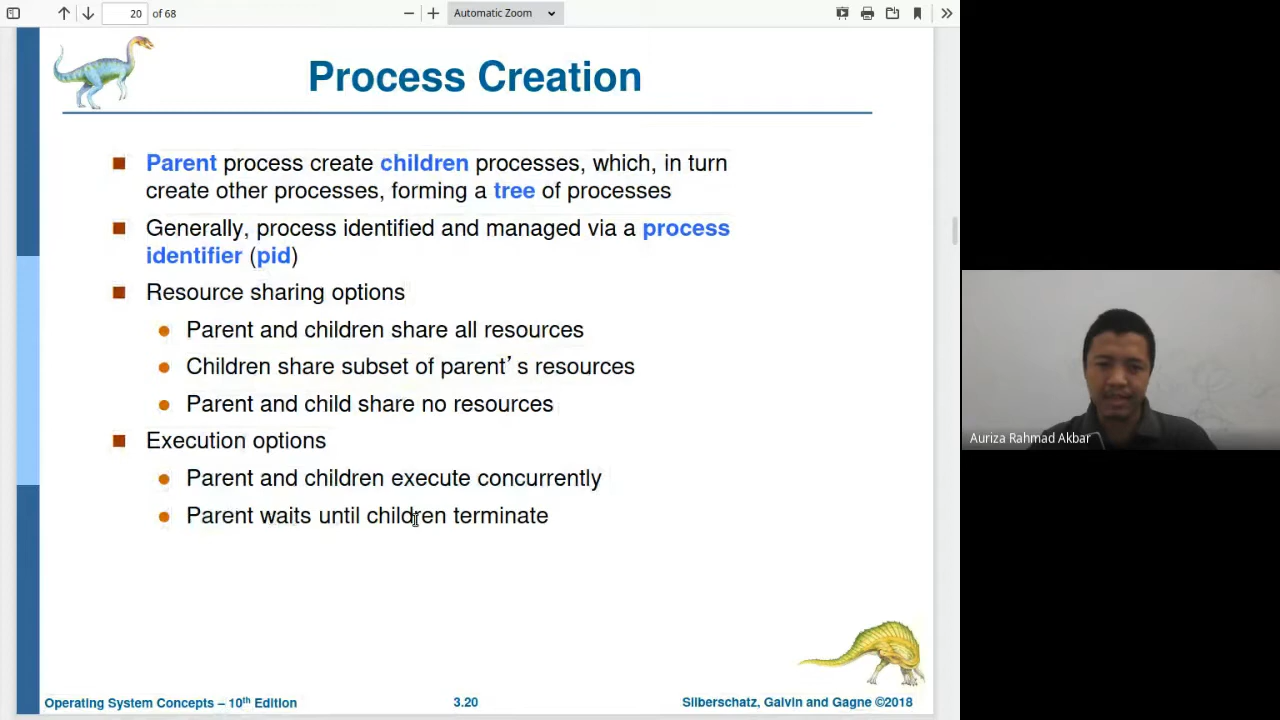 20 of 68
Automatic Zoom
Process Creation
Parent process create children processes, which, in turn
create other processes, forming a tree of processes
Generally, process identified and managed via a process
identifier (pid)
Resource sharing options
Parent and children share all resources
Children share subset of parent’s resources
Parent and child share no resources
Execution options
Parent and children execute concurrently
Parent waits until children terminate
Auriza Rahmad Akbar
Operating System Concepts – 10th Edition
3.20
Silberschatz, Galvin and Gagne ©2018